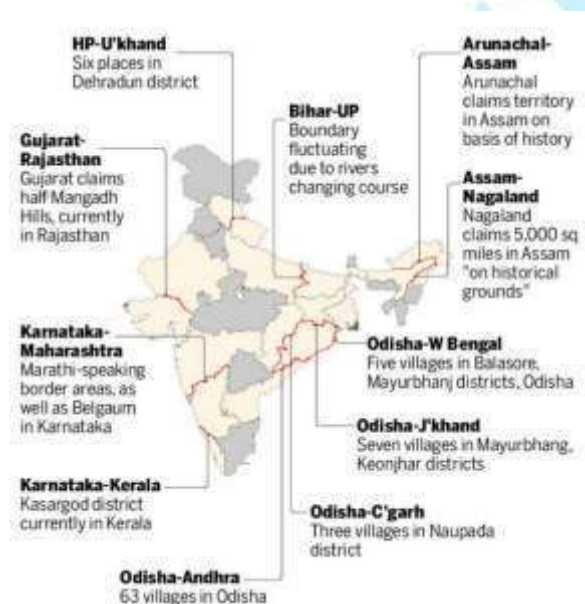 HP-U'khand
Six places in
Dehradun district
Arunachal-
Assam
Arunachal
claims territory
in Assam on
basis of history
Bihar-UP
Boundary
fluctuating
due to rivers
changing course
Gujarat-
Rajasthan
Gujarat claims
half Mangadh
Hills, currently
in Rajasthan
Assam-
Nagaland
Nagaland
claims 5,000 sq
miles in Assam
"on historical
grounds"
Karnataka-
Maharashtra
Marathi-speaking
border areas, as
well as Belgaum
in Karnataka
Odisha-W Bengal
Five villages in Balasore,
Mayurbhanj districts, Odisha
Odisha-J'khand
Seven villages in Mayurbhang,
Keonjhar districts
Karnataka-Kerala
Kasargod district
currently in Kerala
Odisha-C'garh
Three villages in Naupada
district
Odisha-Andhra
63 villages in Odisha